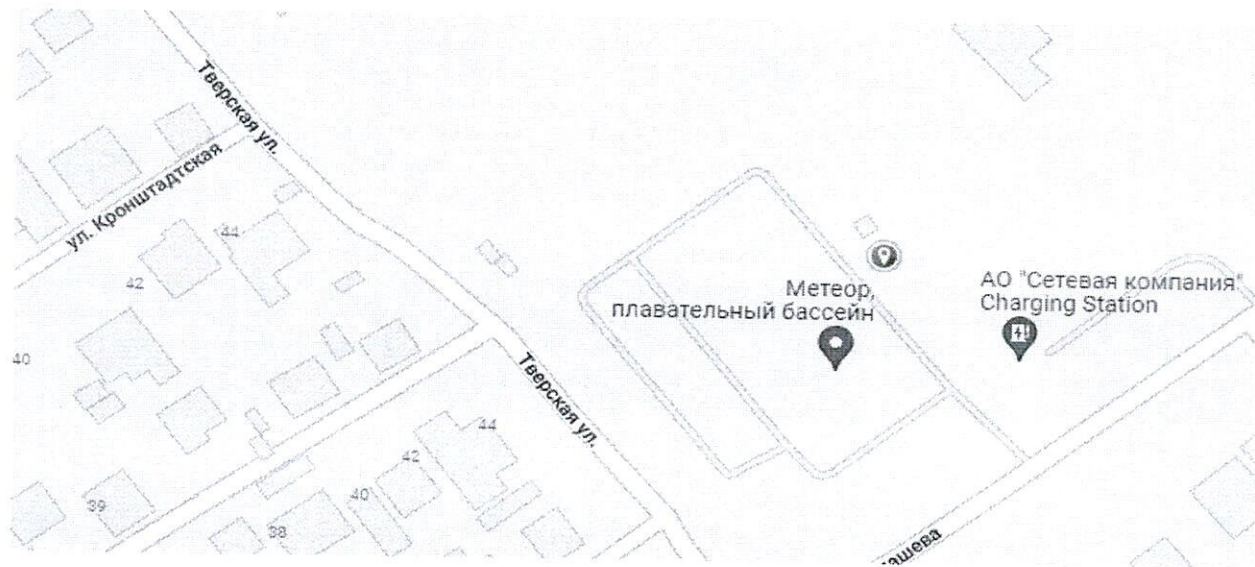 Тверская ул.
ул. Кронштадтская
44
42
40
Метеор,
плавательный бассейн
АО "Сетевая компания"
Charging Station
Тверская ул.
44
42
40
39
38